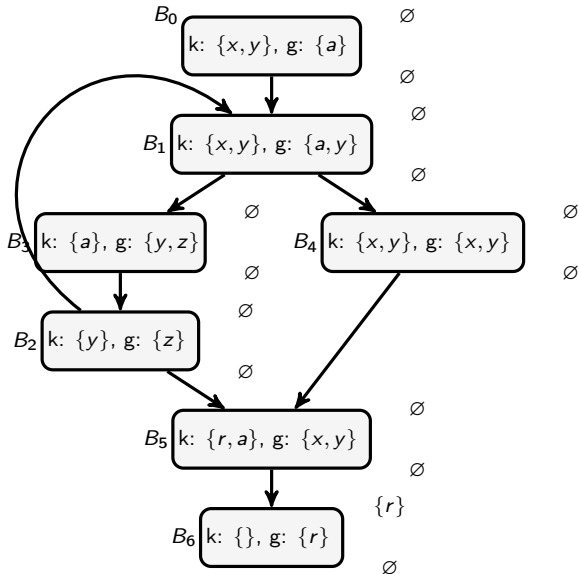 B₀
∅
k: {x, y}, g: {a}
∅
∅
B₁
k: {x, y}, g: {a, y}
∅
∅
∅
B₃
k: {a}, g: {y, z}
B₄
k: {x, y}, g: {x, y}
∅
∅
∅
B₂
k: {y}, g: {z}
∅
∅
B₅
k: {r, a}, g: {x, y}
∅
{r}
B₆
k: {}, g: {r}
∅